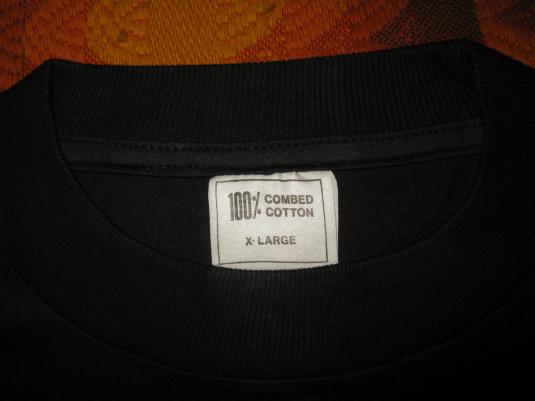 100% COMBED
COTTON
X-LARGE